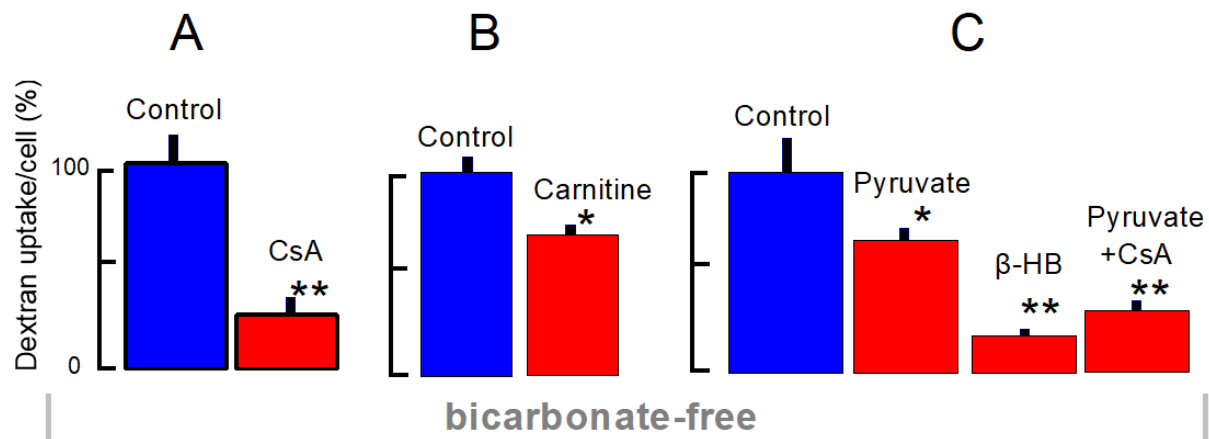 A
B
C
Dextran uptake/cell (%)
100
0
Control
CsA
**
Control
Carnitine
*
Control
Pyruvate
*
β-HB
**
Pyruvate
+CsA
**
bicarbonate-free